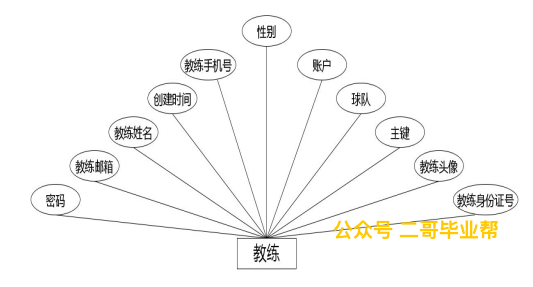 性别
教练手机号
账户
创建时间
球队
教练姓名
主键
教练邮箱
教练头像
密码
教练身份证号
公众号 二哥毕业帮
教练